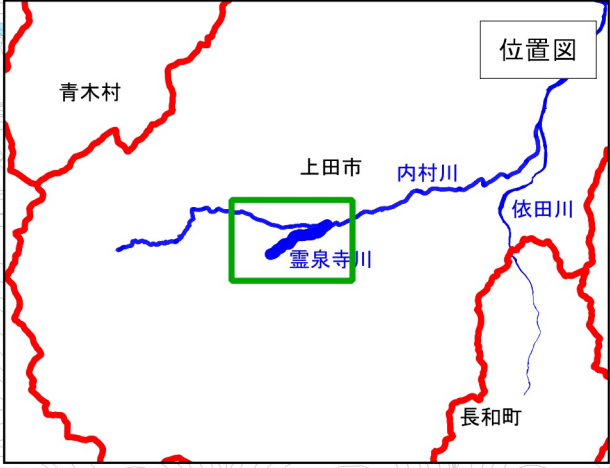 位置図
青木村
上田市
内村川
依田川
霊泉寺川
長和町